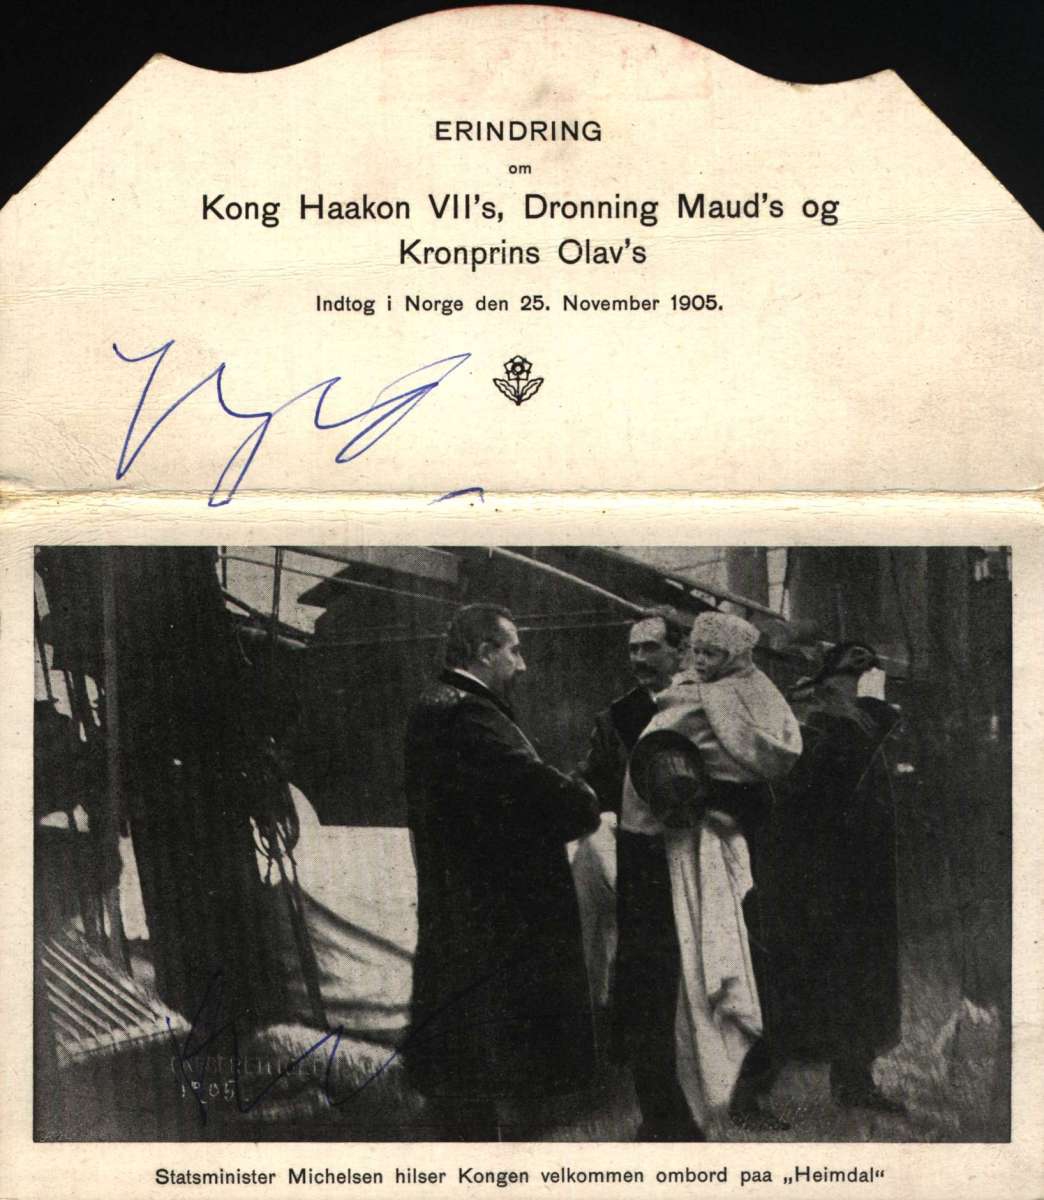 ERINDRING
om
Kong Haakon VII's, Dronning Maud's og
Kronprins Olav's
Indtog i Norge den 25. November 1905.
1905
Statsminister Michelsen hilser Kongen velkommen ombord paa „Heimdal“